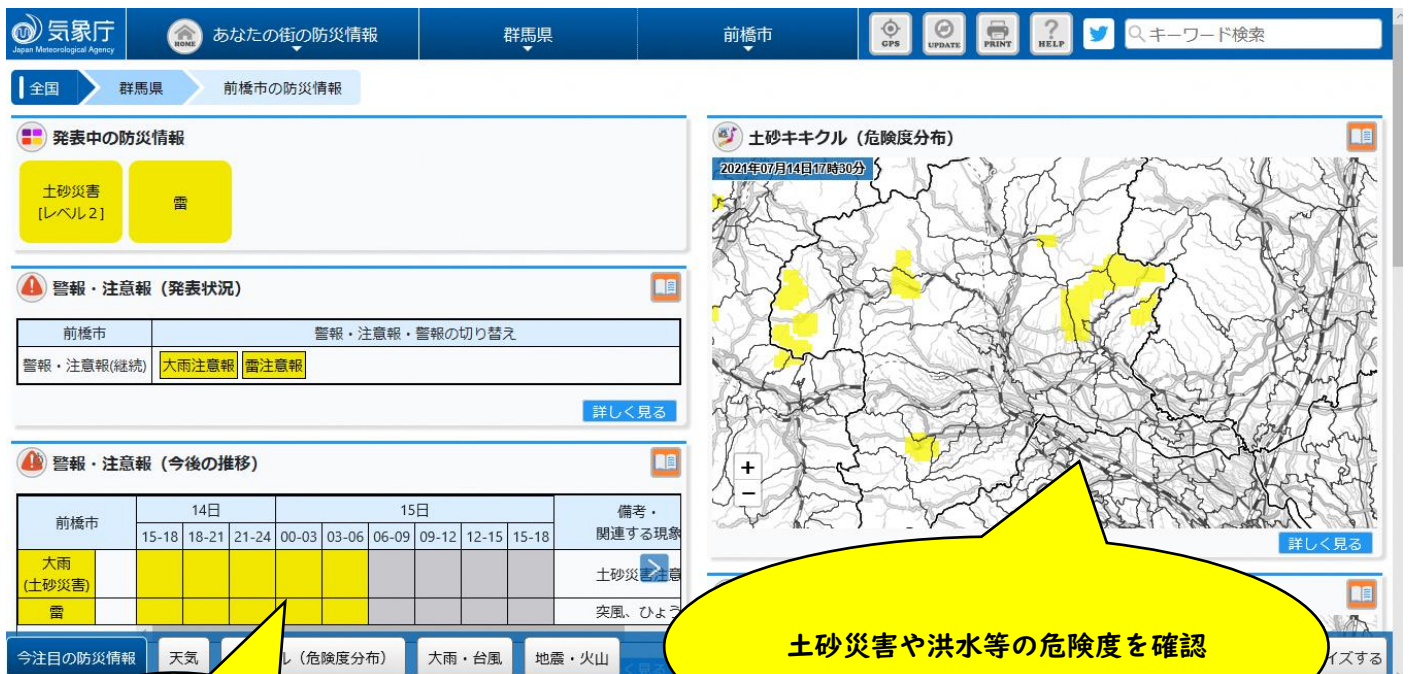 気象庁
Japan Meteorological Agency
HOME
あなたの街の防災情報
群馬県
前橋市
GPS
UPDATE
PRINT
HELP
キーワード検索
全国
群馬県
前橋市の防災情報
発表中の防災情報
土砂災害
[レベル2]
雷
警報・注意報（発表状況）
前橋市
警報・注意報・警報の切り替え
警報・注意報(継続)
大雨注意報
雷注意報
詳しく見る
警報・注意報（今後の推移）
前橋市
14日
15日
備考・
関連する現象
15-18 18-21 21-24 00-03 03-06 06-09 09-12 12-15 15-18
大雨
(土砂災害)
土砂災害注意
雷
突風、ひょう
土砂キキクル（危険度分布）
2021年07月14日17時30分
+
−
詳しく見る
土砂災害や洪水等の危険度を確認
今注目の防災情報
天気
ル（危険度分布）
大雨・台風
地震・火山
く見る
イズする